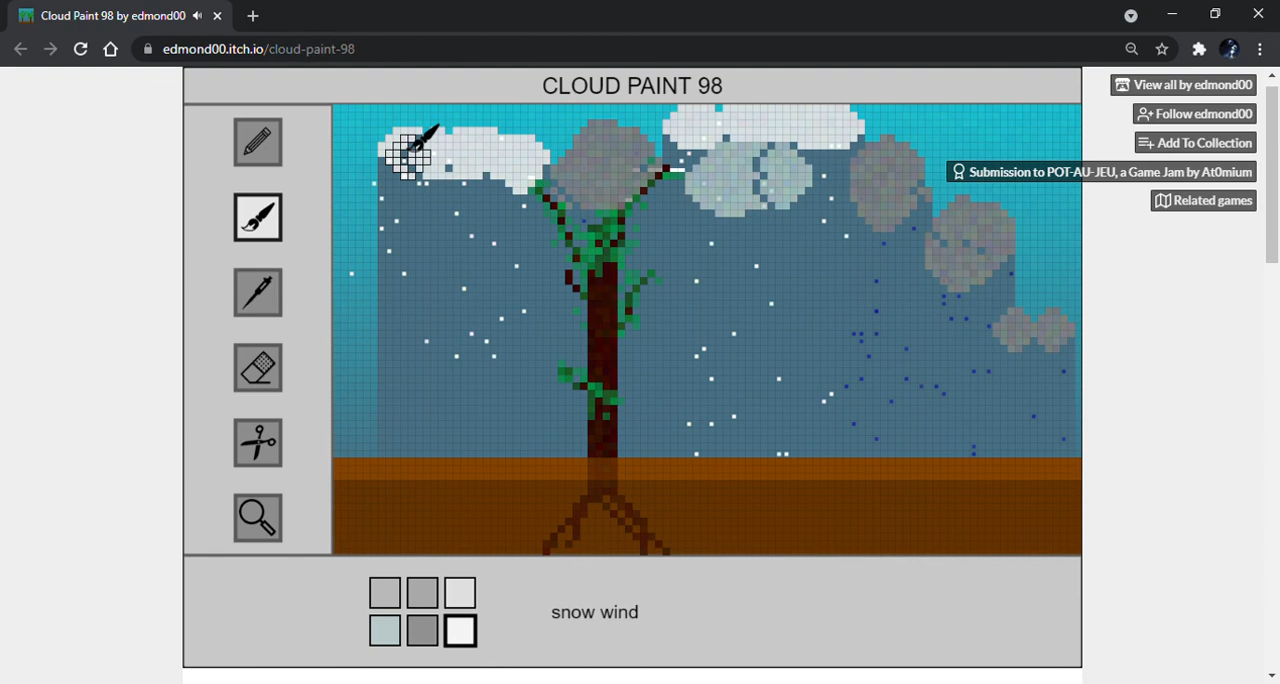 Cloud Paint 98 by edmond00
edmond00.itch.io/cloud-paint-98
CLOUD PAINT 98
View all by edmond00
Follow edmond00
Add To Collection
Submission to POT-AU-JEU, a Game Jam by At0mium
Related games
snow wind